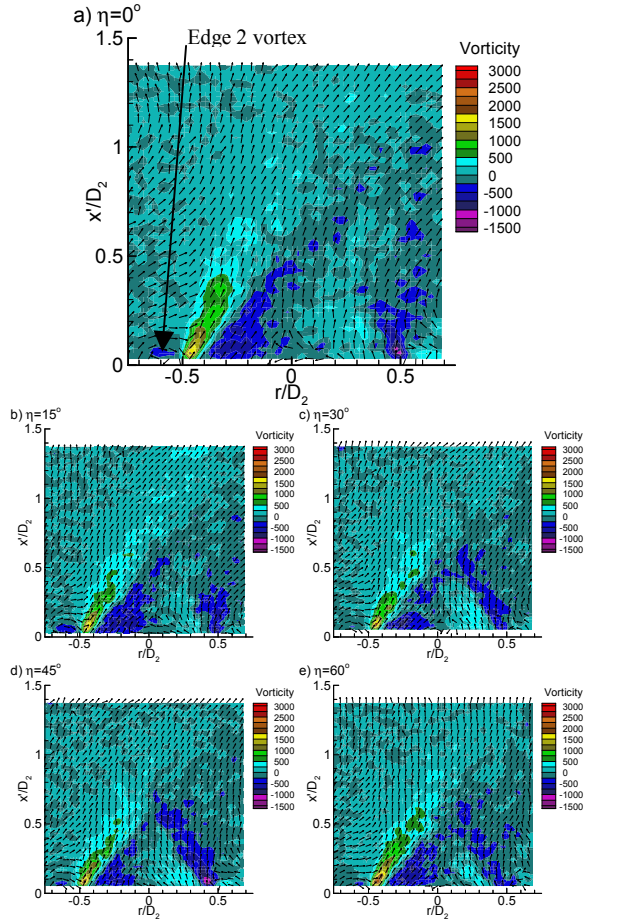 a) η=0°
Edge 2 vortex
Vorticity
3000
2500
2000
1500
1000
500
0
-500
-1000
-1500
x'/D2
1.5
1
0.5
0
-0.5 0 0.5
r/D2
b) η=15°
Vorticity
3000
2500
2000
1500
1000
500
0
-500
-1000
-1500
x'/D2
1.5
1
0.5
0
-0.5 0 0.5
r/D2
c) η=30°
Vorticity
3000
2500
2000
1500
1000
500
0
-500
-1000
-1500
x'/D2
1.5
1
0.5
0
-0.5 0 0.5
r/D2
d) η=45°
Vorticity
3000
2500
2000
1500
1000
500
0
-500
-1000
-1500
x'/D2
1.5
1
0.5
0
-0.5 0 0.5
r/D2
e) η=60°
Vorticity
3000
2500
2000
1500
1000
500
0
-500
-1000
-1500
x'/D2
1.5
1
0.5
0
-0.5 0 0.5
r/D2